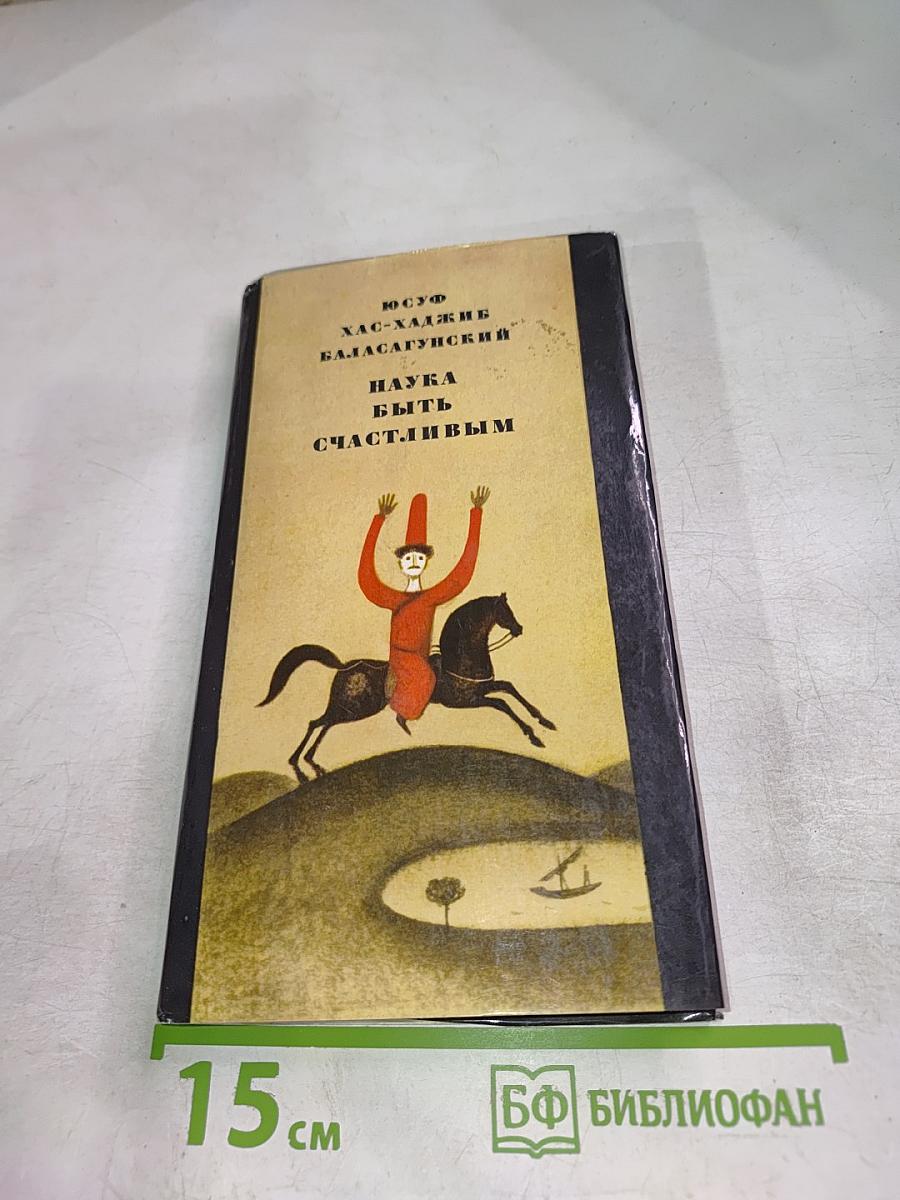 ЮСУФ
ХАС-ХАДЖИБ
БАЛАСАГУНСКИЙ
НАУКА
БЫТЬ
СЧАСТЛИВЫМ
15 см
БФ БИБЛИОФАН